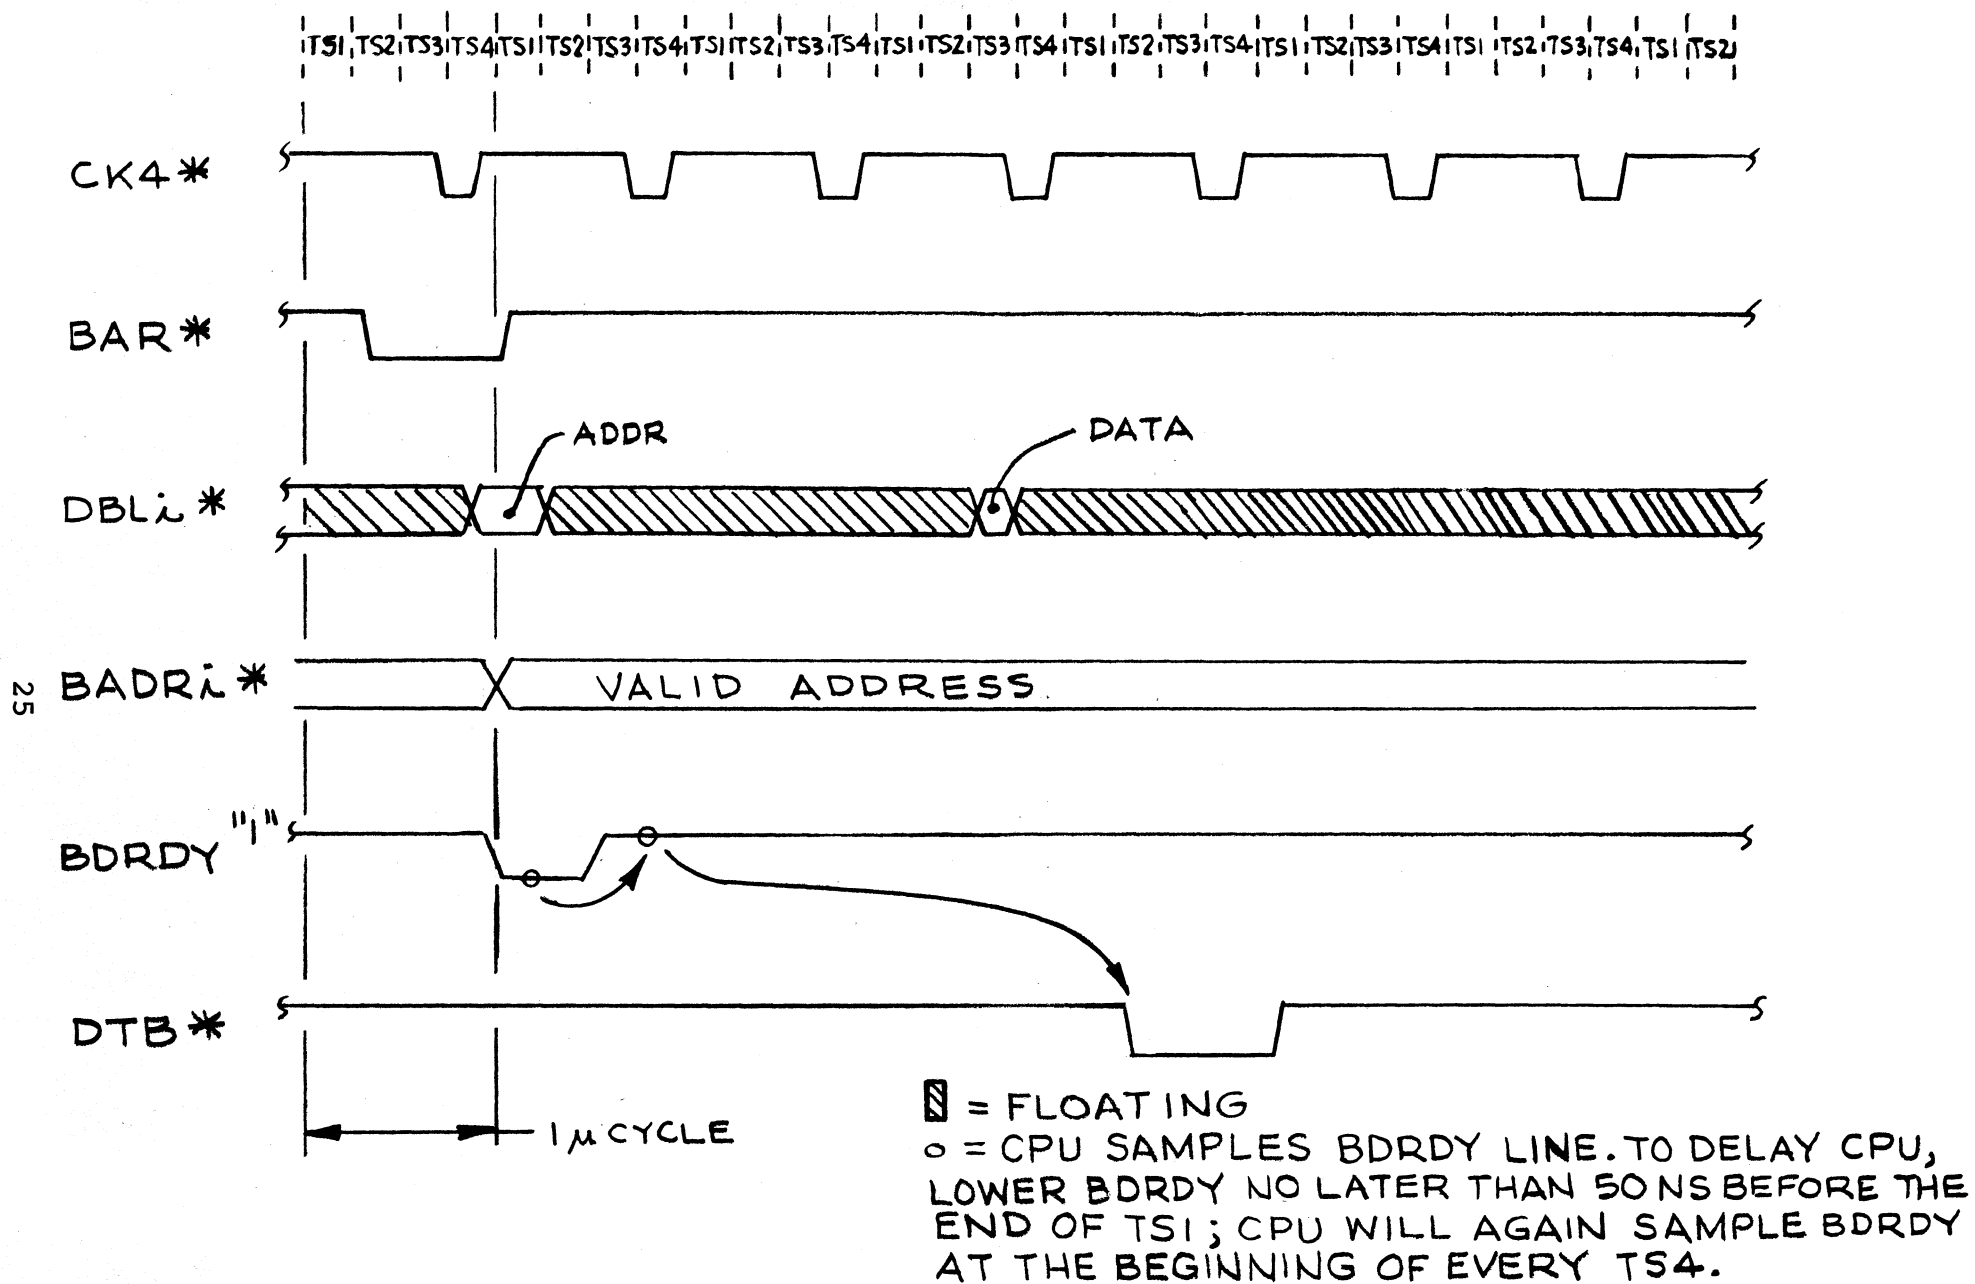 TS1 TS2 TS3 TS4 TS1 TS2 TS3 TS4 TS1 TS2 TS3 TS4 TS1 TS2 TS3 TS4 TS1 TS2 TS3 TS4 TS1 TS2 TS3 TS4 TS1 TS2 TS3 TS4 TS1 TS2
CK4*
BAR*
ADDR
DATA
DBLi*
BADRi*
VALID ADDRESS
25
BDRDY "1"
DTB*
1 μ CYCLE
= FLOATING
o = CPU SAMPLES BDRDY LINE. TO DELAY CPU,
LOWER BDRDY NO LATER THAN 50 NS BEFORE THE
END OF TS1; CPU WILL AGAIN SAMPLE BDRDY
AT THE BEGINNING OF EVERY TS4.